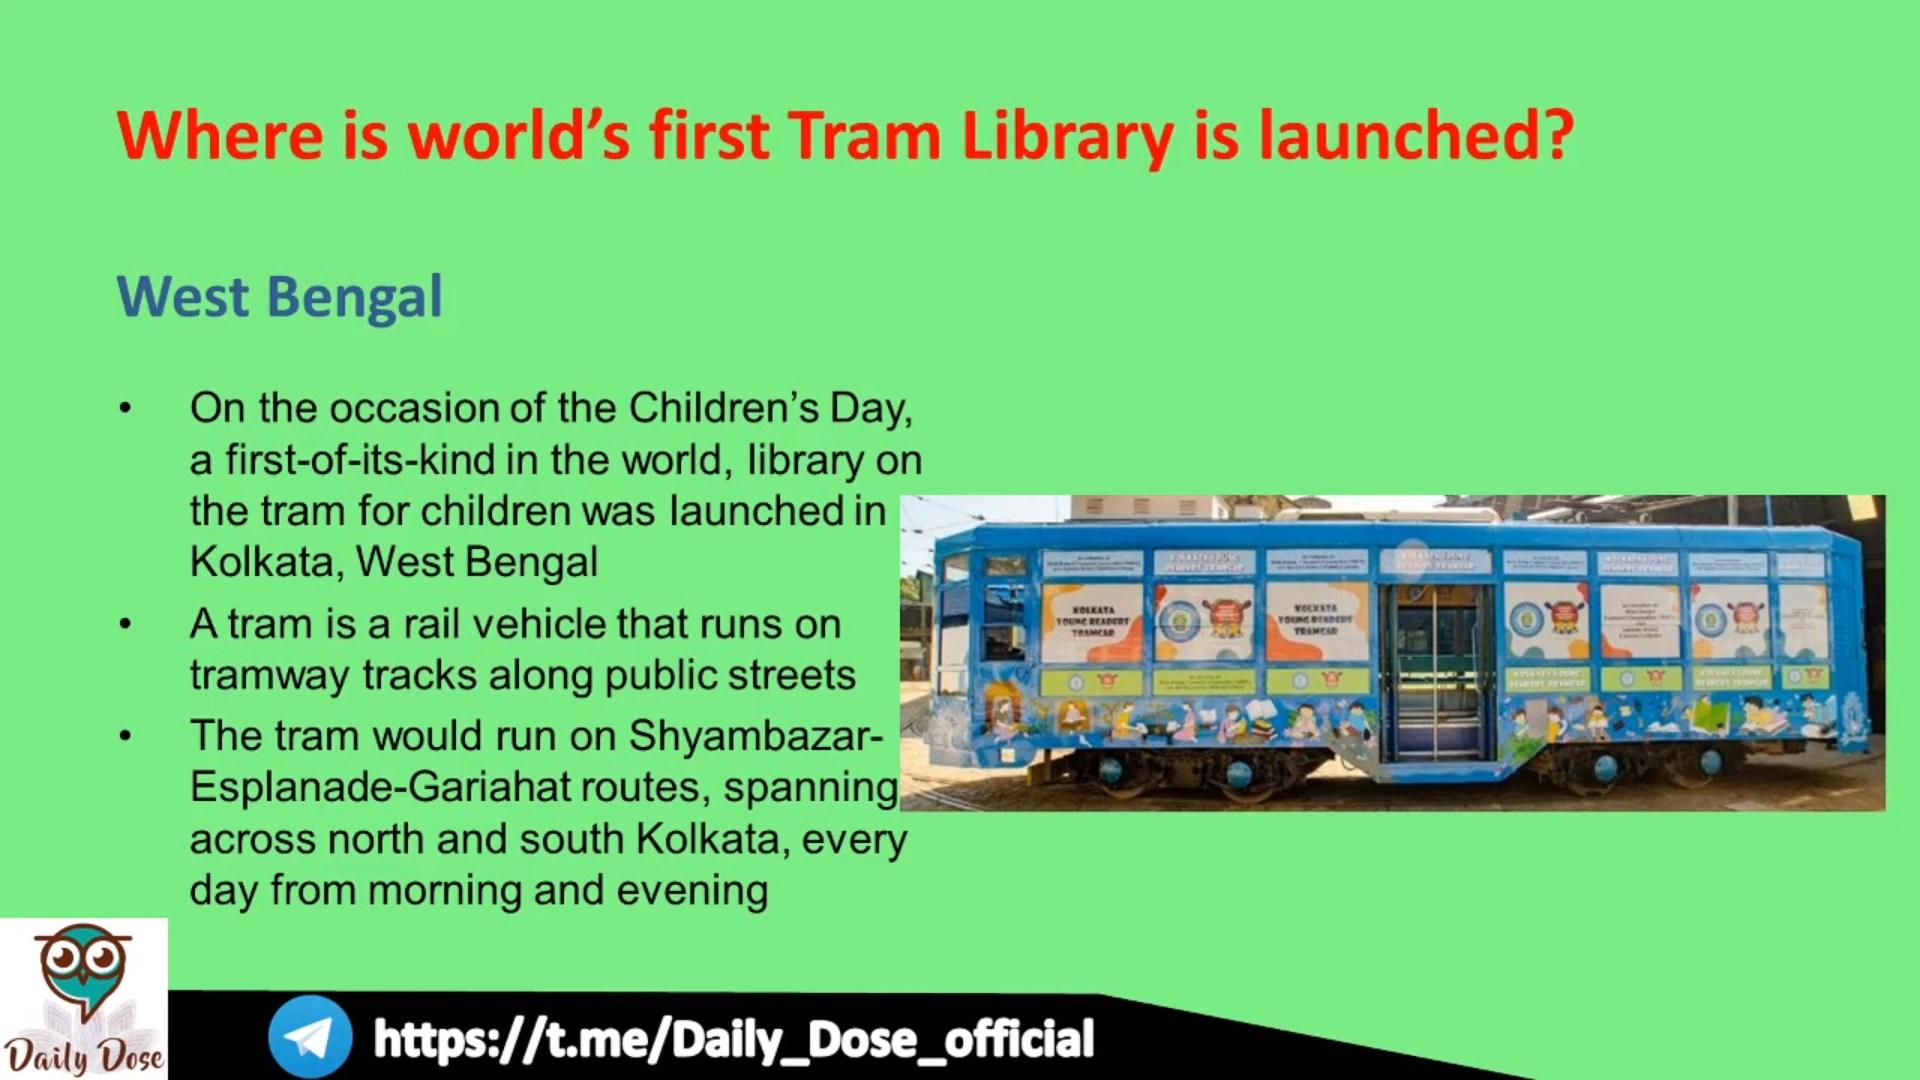 Where is world's first Tram Library is launched?
West Bengal
• On the occasion of the Children's Day,
a first-of-its-kind in the world, library on
the tram for children was launched in
Kolkata, West Bengal
• A tram is a rail vehicle that runs on
tramway tracks along public streets
• The tram would run on Shyambazar-
Esplanade-Gariahat routes, spanning
across north and south Kolkata, every
day from morning and evening
KOLKATA YOUNG
READERS' TRAMCAR
KOLKATA
YOUNG READERS'
TRAMCAR
KOLKATA
YOUNG READERS'
TRAMCAR
Daily Dose
https://t.me/Daily_Dose_official